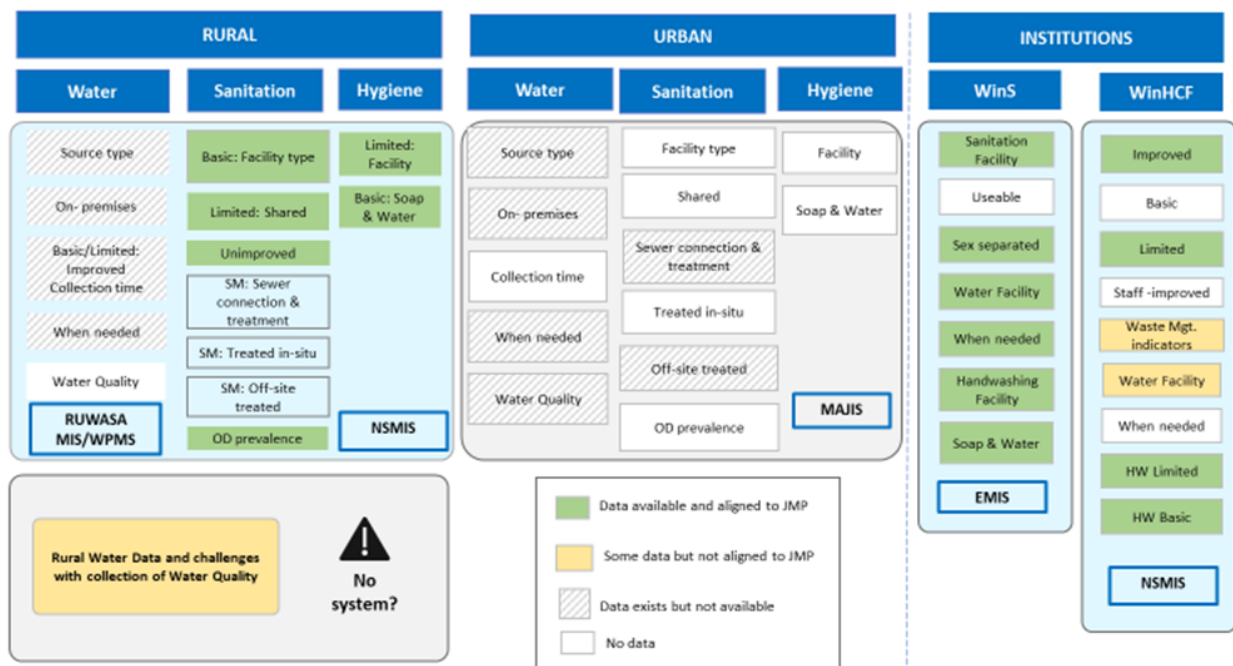 RURAL
Water
Sanitation
Hygiene
Source type
On- premises
Basic/Limited:
Improved
Collection time
When needed
Water Quality
RUWASA
MIS/WPMS
Basic: Facility type
Limited: Shared
Unimproved
SM: Sewer
connection &
treatment
SM: Treated in-situ
SM: Off-site
treated
OD prevalence
Limited:
Facility
Basic: Soap
& Water
NSMIS
URBAN
Water
Sanitation
Hygiene
Source type
On- premises
Collection time
When needed
Water Quality
Facility type
Shared
Sewer connection &
treatment
Treated in-situ
Off-site treated
OD prevalence
Facility
Soap & Water
MAJIS
INSTITUTIONS
WinS
WinHCF
Sanitation
Facility
Useable
Sex separated
Water Facility
When needed
Handwashing
Facility
Soap & Water
EMIS
Improved
Basic
Limited
Staff -improved
Waste Mgt.
indicators
Water Facility
When needed
HW Limited
HW Basic
NSMIS
Rural Water Data and challenges
with collection of Water Quality
No
system?
Data available and aligned to JMP
Some data but not aligned to JMP
Data exists but not available
No data